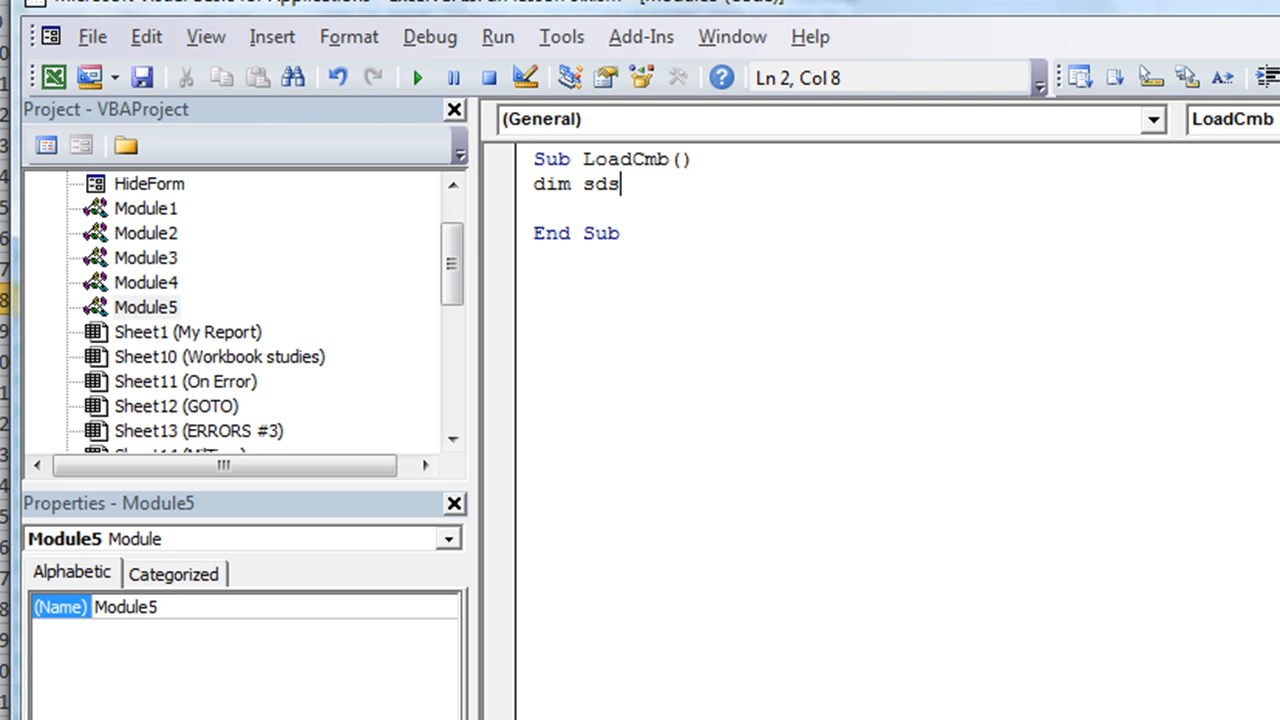 File Edit View Insert Format Debug Run Tools Add-Ins Window Help
Ln 2, Col 8
Project - VBAProject
HideForm
Module1
Module2
Module3
Module4
Module5
Sheet1 (My Report)
Sheet10 (Workbook studies)
Sheet11 (On Error)
Sheet12 (GOTO)
Sheet13 (ERRORS #3)
Properties - Module5
Module5 Module
Alphabetic Categorized
(Name) Module5
(General) LoadCmb
Sub LoadCmb()
dim sds
End Sub